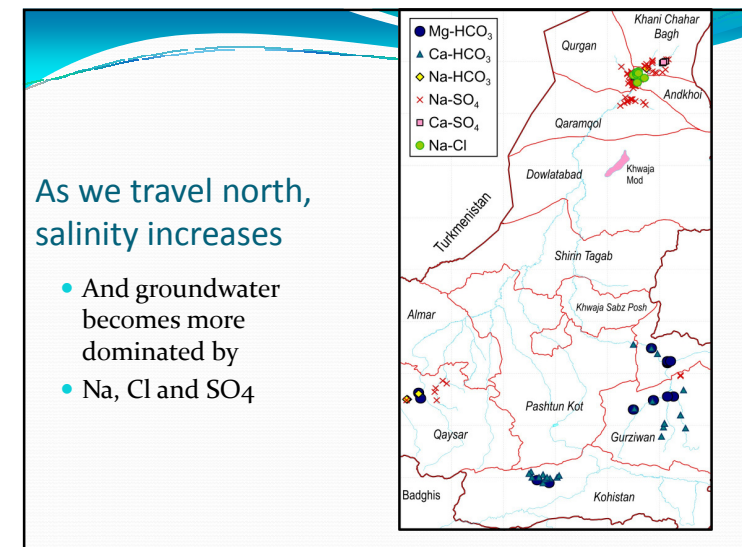 As we travel north,
salinity increases
• And groundwater
becomes more
dominated by
• Na, Cl and SO4
Mg-HCO₃
Ca-HCO₃
Na-HCO₃
Na-SO₄
Ca-SO₄
Na-Cl
Khani Chahar
Bagh
Qurgan
Andkhoi
Qaramqol
Dowlatabad
Khwaja
Mod
Turkmenistan
Shirin Tagab
Khwaja Sabz Posh
Almar
Pashtun Kot
Qaysar
Gurziwan
Badghis
Kohistan